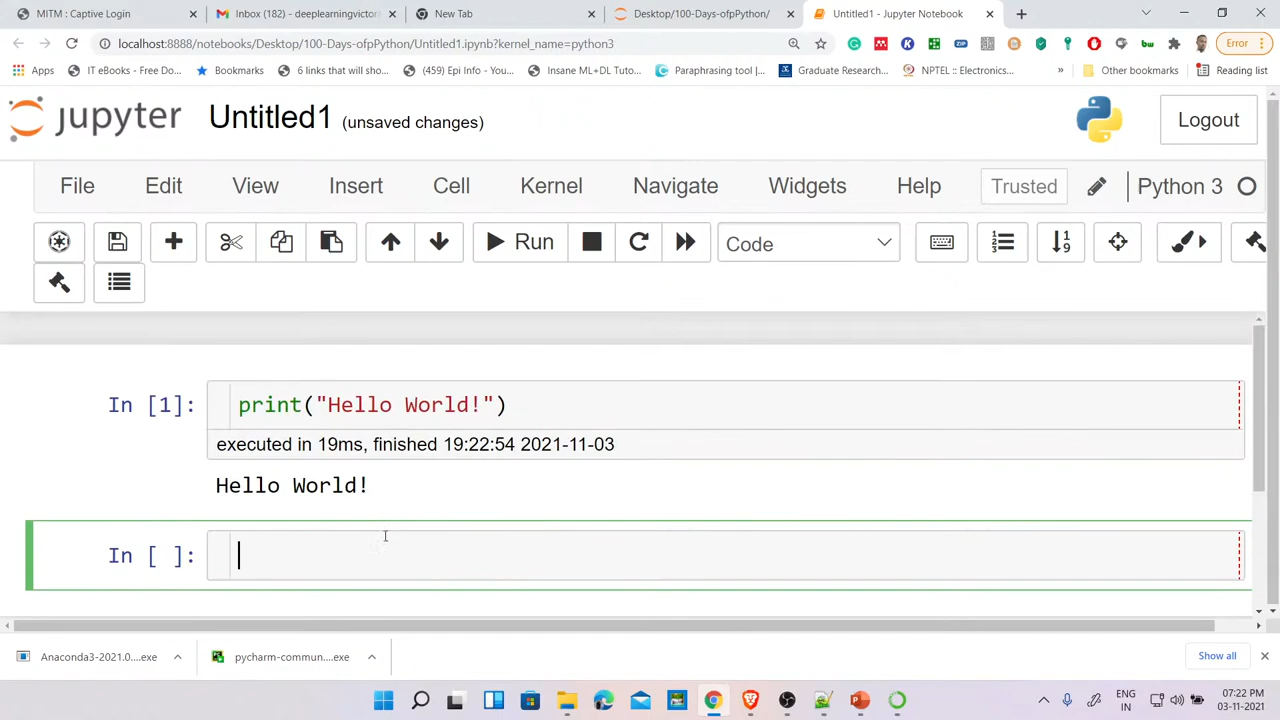 MITM : Captive Login
Inbox (182) - deeplearningvictor
New Tab
Desktop/100-Days-ofpPython/
Untitled1 - Jupyter Notebook
localhost:8888/notebooks/Desktop/100-Days-ofpPython/Untitled1.ipynb?kernel_name=python3
Error
Apps
IT eBooks - Free Do...
Bookmarks
6 links that will sho...
(459) Epi Info - You...
Insane ML+DL Tuto...
Paraphrasing tool |...
Graduate Research...
NPTEL :: Electronics...
»
Other bookmarks
Reading list
jupyter Untitled1 (unsaved changes)
Logout
File Edit View Insert Cell Kernel Navigate Widgets Help Trusted Python 3
Run Code
In [1]: print("Hello World!")
executed in 19ms, finished 19:22:54 2021-11-03
Hello World!
In [ ]:
Anaconda3-2021.0....exe
pycharm-commun....exe
Show all
ENG 07:22 PM
IN 03-11-2021